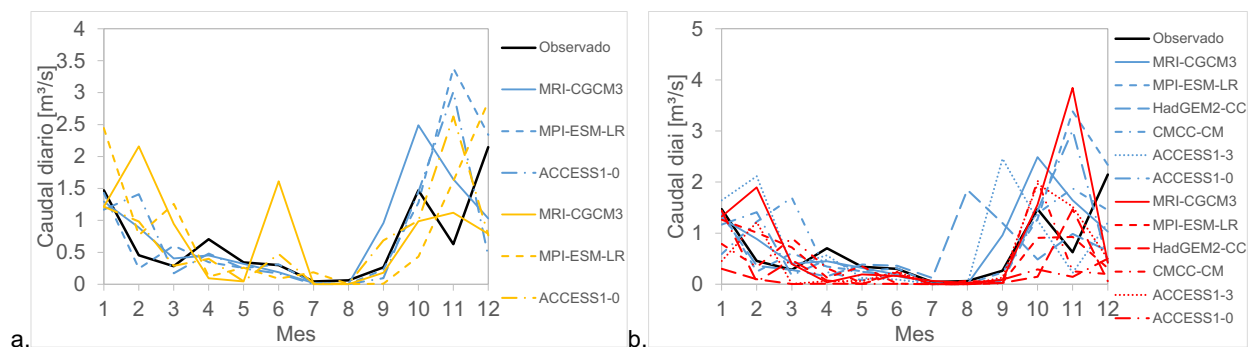 a.
Caudal diario [m³/s]
4
3.5
3
2.5
2
1.5
1
0.5
0
1 2 3 4 5 6 7 8 9 10 11 12
Mes
Observado
MRI-CGCM3
MPI-ESM-LR
ACCESS1-0
MRI-CGCM3
MPI-ESM-LR
ACCESS1-0
b.
Caudal diai [m³/s]
5
4
3
2
1
0
1 2 3 4 5 6 7 8 9 10 11 12
Mes
Observado
MRI-CGCM3
MPI-ESM-LR
HadGEM2-CC
CMCC-CM
ACCESS1-3
ACCESS1-0
MRI-CGCM3
MPI-ESM-LR
HadGEM2-CC
CMCC-CM
ACCESS1-3
ACCESS1-0